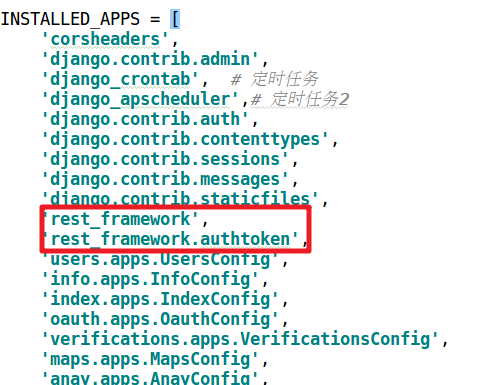 INSTALLED_APPS = [
'corsheaders',
'django.contrib.admin',
'django_crontab',  # 定时任务
'django_apscheduler',# 定时任务2
'django.contrib.auth',
'django.contrib.contenttypes',
'django.contrib.sessions',
'django.contrib.messages',
'django.contrib.staticfiles',
'rest_framework',
'rest_framework.authtoken',
'users.apps.UsersConfig',
'info.apps.InfoConfig',
'index.apps.IndexConfig',
'oauth.apps.OauthConfig',
'verifications.apps.VerificationsConfig',
'maps.apps.MapsConfig',
'anay.apps.AnayConfig',